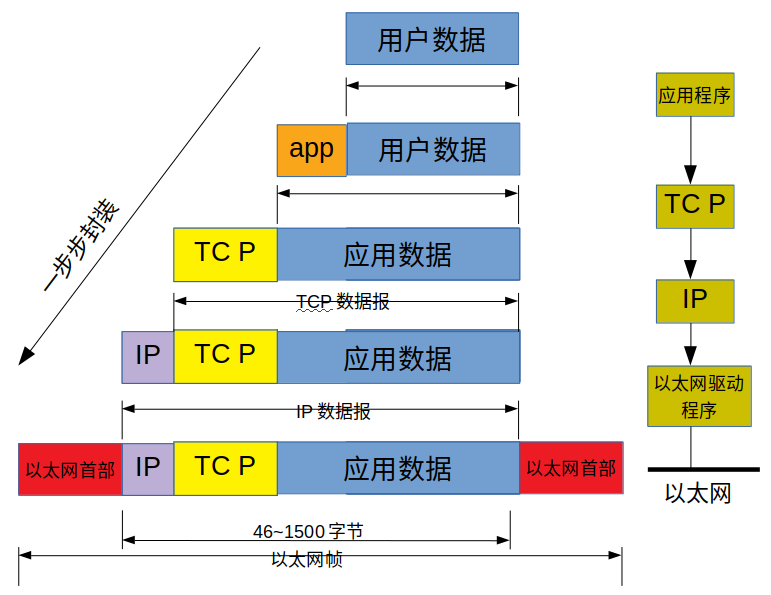 用户数据
app 用户数据
一步步封装
TC P 应用数据
TCP 数据报
IP TC P 应用数据
IP 数据报
以太网首部 IP TC P 应用数据 以太网首部
46~1500 字节
以太网帧
应用程序
TC P
IP
以太网驱动
程序
以太网